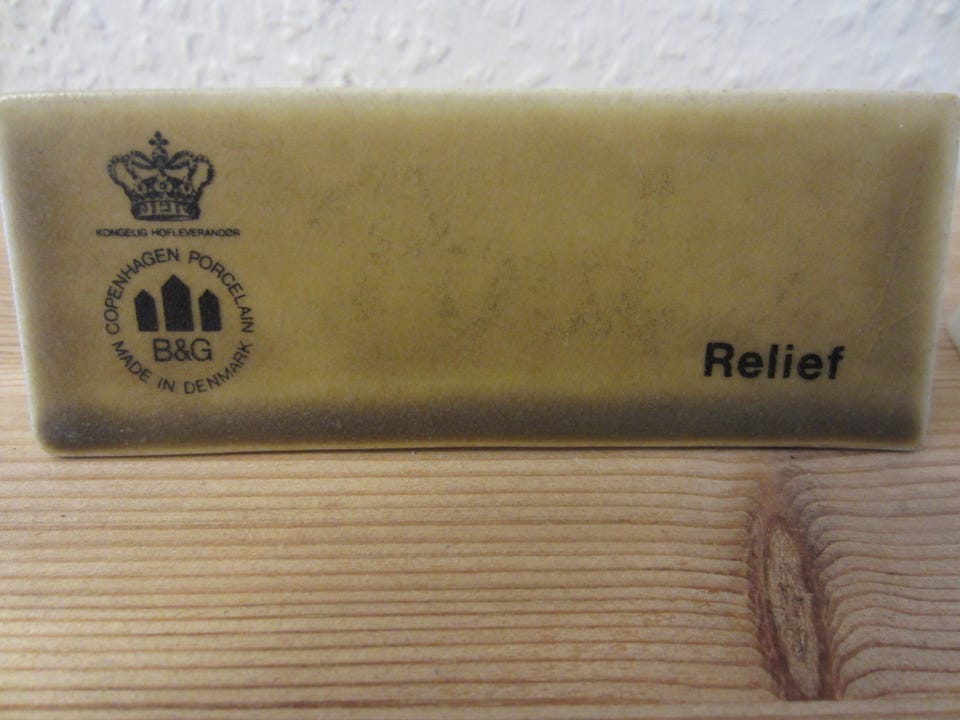 KONGELIG HOFLEVERANDØR
COPENHAGEN PORCELAIN
B&G
MADE IN DENMARK
Relief